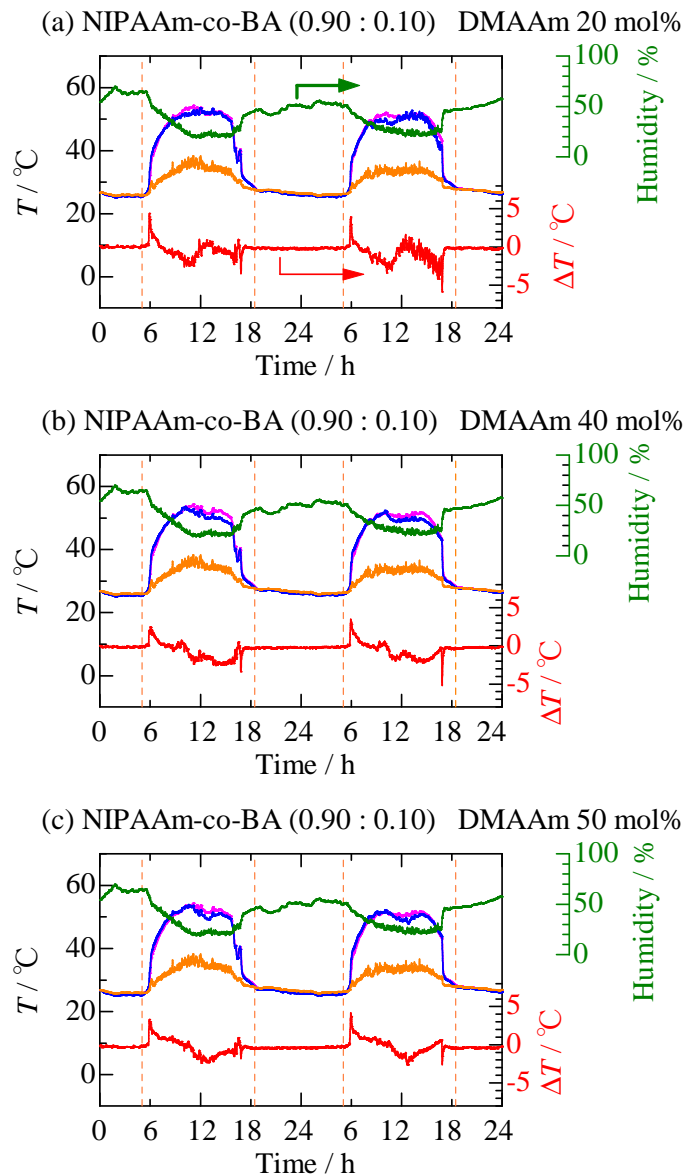 (a) NIPAAm-co-BA (0.90 : 0.10) DMAAm 20 mol%
100
50
0
Humidity / %
60
40
20
0
T / ℃
5
0
-5
ΔT / ℃
0 6 12 18 24 6 12 18 24
Time / h
(b) NIPAAm-co-BA (0.90 : 0.10) DMAAm 40 mol%
100
50
0
Humidity / %
60
40
20
0
T / ℃
5
0
-5
ΔT / ℃
0 6 12 18 24 6 12 18 24
Time / h
(c) NIPAAm-co-BA (0.90 : 0.10) DMAAm 50 mol%
100
50
0
Humidity / %
60
40
20
0
T / ℃
5
0
-5
ΔT / ℃
0 6 12 18 24 6 12 18 24
Time / h